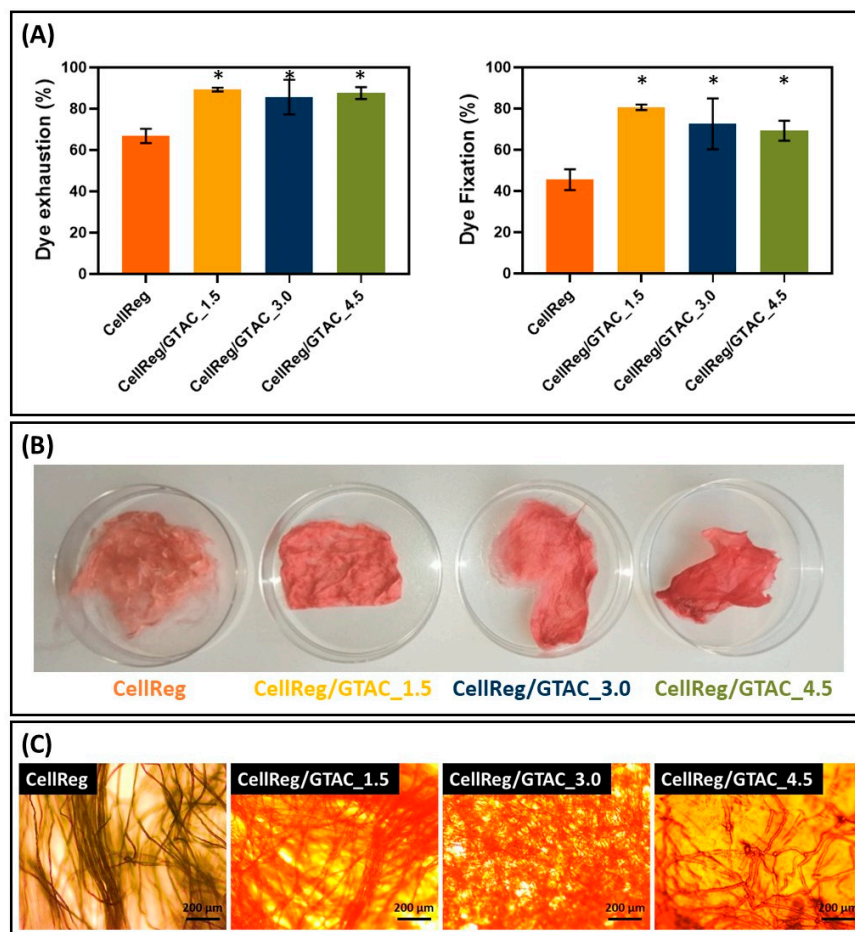 (A)
Dye exhaustion (%)
100
80
60
40
20
0
* * *
CellReg
CellReg/GTAC_1.5
CellReg/GTAC_3.0
CellReg/GTAC_4.5
Dye Fixation (%)
100
80
60
40
20
0
* * *
CellReg
CellReg/GTAC_1.5
CellReg/GTAC_3.0
CellReg/GTAC_4.5
(B)
CellReg CellReg/GTAC_1.5 CellReg/GTAC_3.0 CellReg/GTAC_4.5
(C)
CellReg CellReg/GTAC_1.5 CellReg/GTAC_3.0 CellReg/GTAC_4.5
200 µm 200 µm 200 µm 200 µm